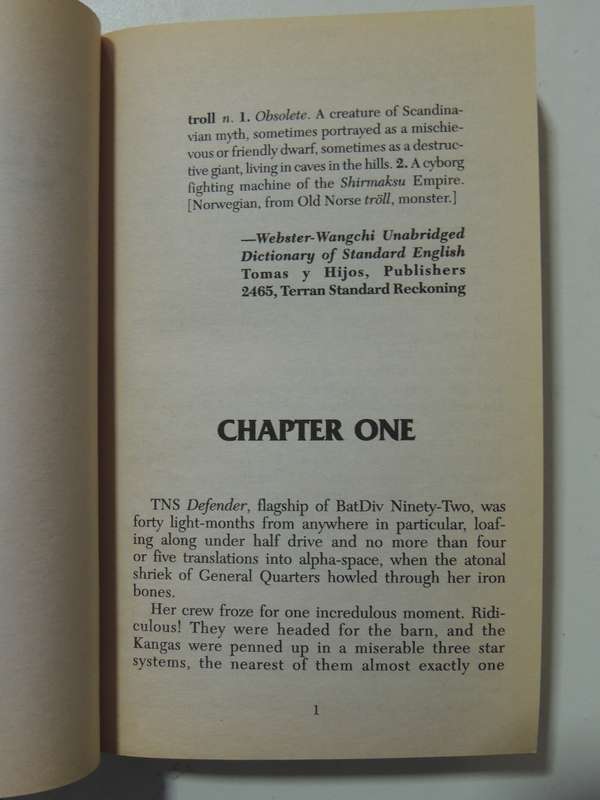 troll n. 1. Obsolete. A creature of Scandina-
vian myth, sometimes portrayed as a mischie-
vous or friendly dwarf, sometimes as a destruc-
tive giant, living in caves in the hills. 2. A cyborg
fighting machine of the Shirmaksu Empire.
[Norwegian, from Old Norse tröll, monster.]
—Webster-Wangchi Unabridged
Dictionary of Standard English
Tomas y Hijos, Publishers
2465, Terran Standard Reckoning
CHAPTER ONE
TNS Defender, flagship of BatDiv Ninety-Two, was
forty light-months from anywhere in particular, loaf-
ing along under half drive and no more than four
or five translations into alpha-space, when the atonal
shriek of General Quarters howled through her iron
bones.
Her crew froze for one incredulous moment. Ridi-
culous! They were headed for the barn, and the
Kangas were penned up in a miserable three star
systems, the nearest of them almost exactly one
1